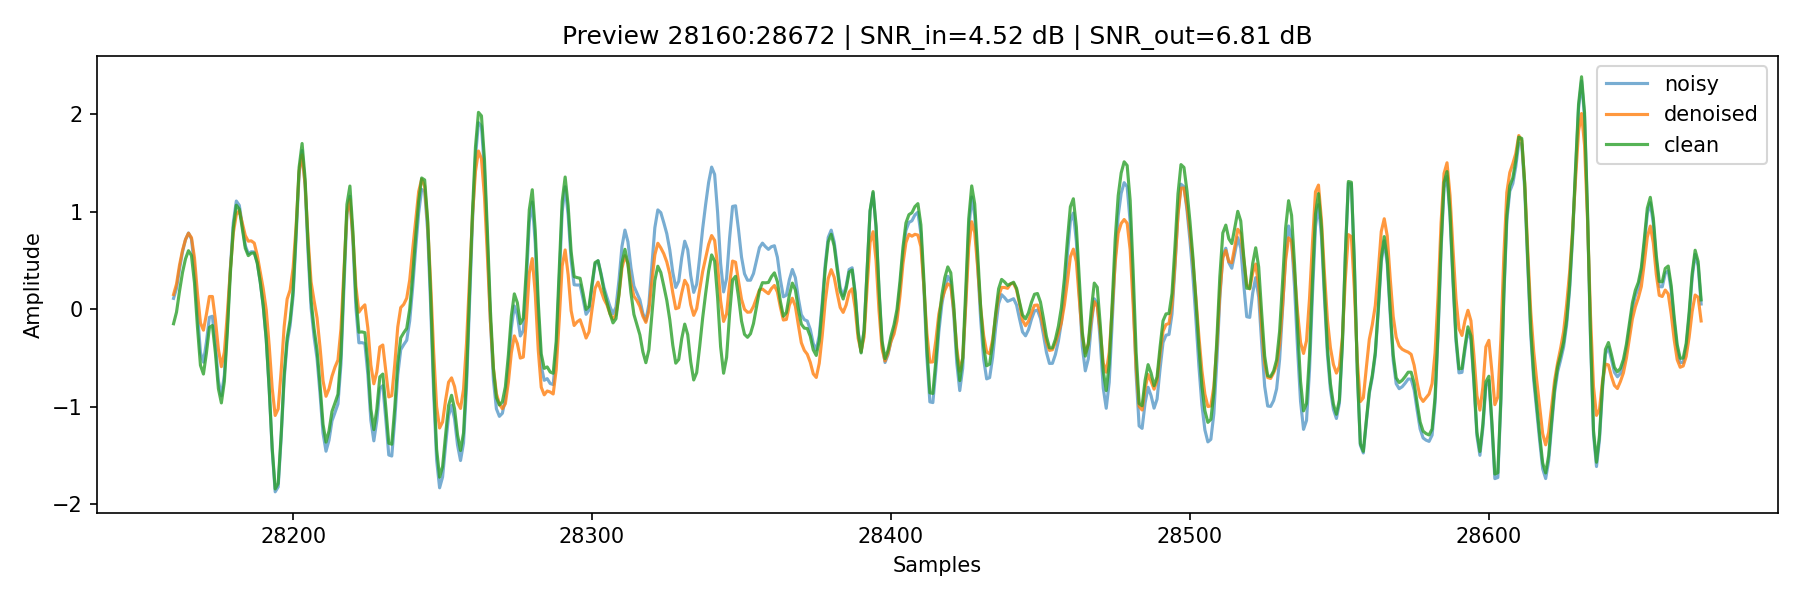 Preview 28160:28672 | SNR_in=4.52 dB | SNR_out=6.81 dB
noisy
denoised
clean
Amplitude
2
1
0
−1
−2
28200 28300 28400 28500 28600
Samples